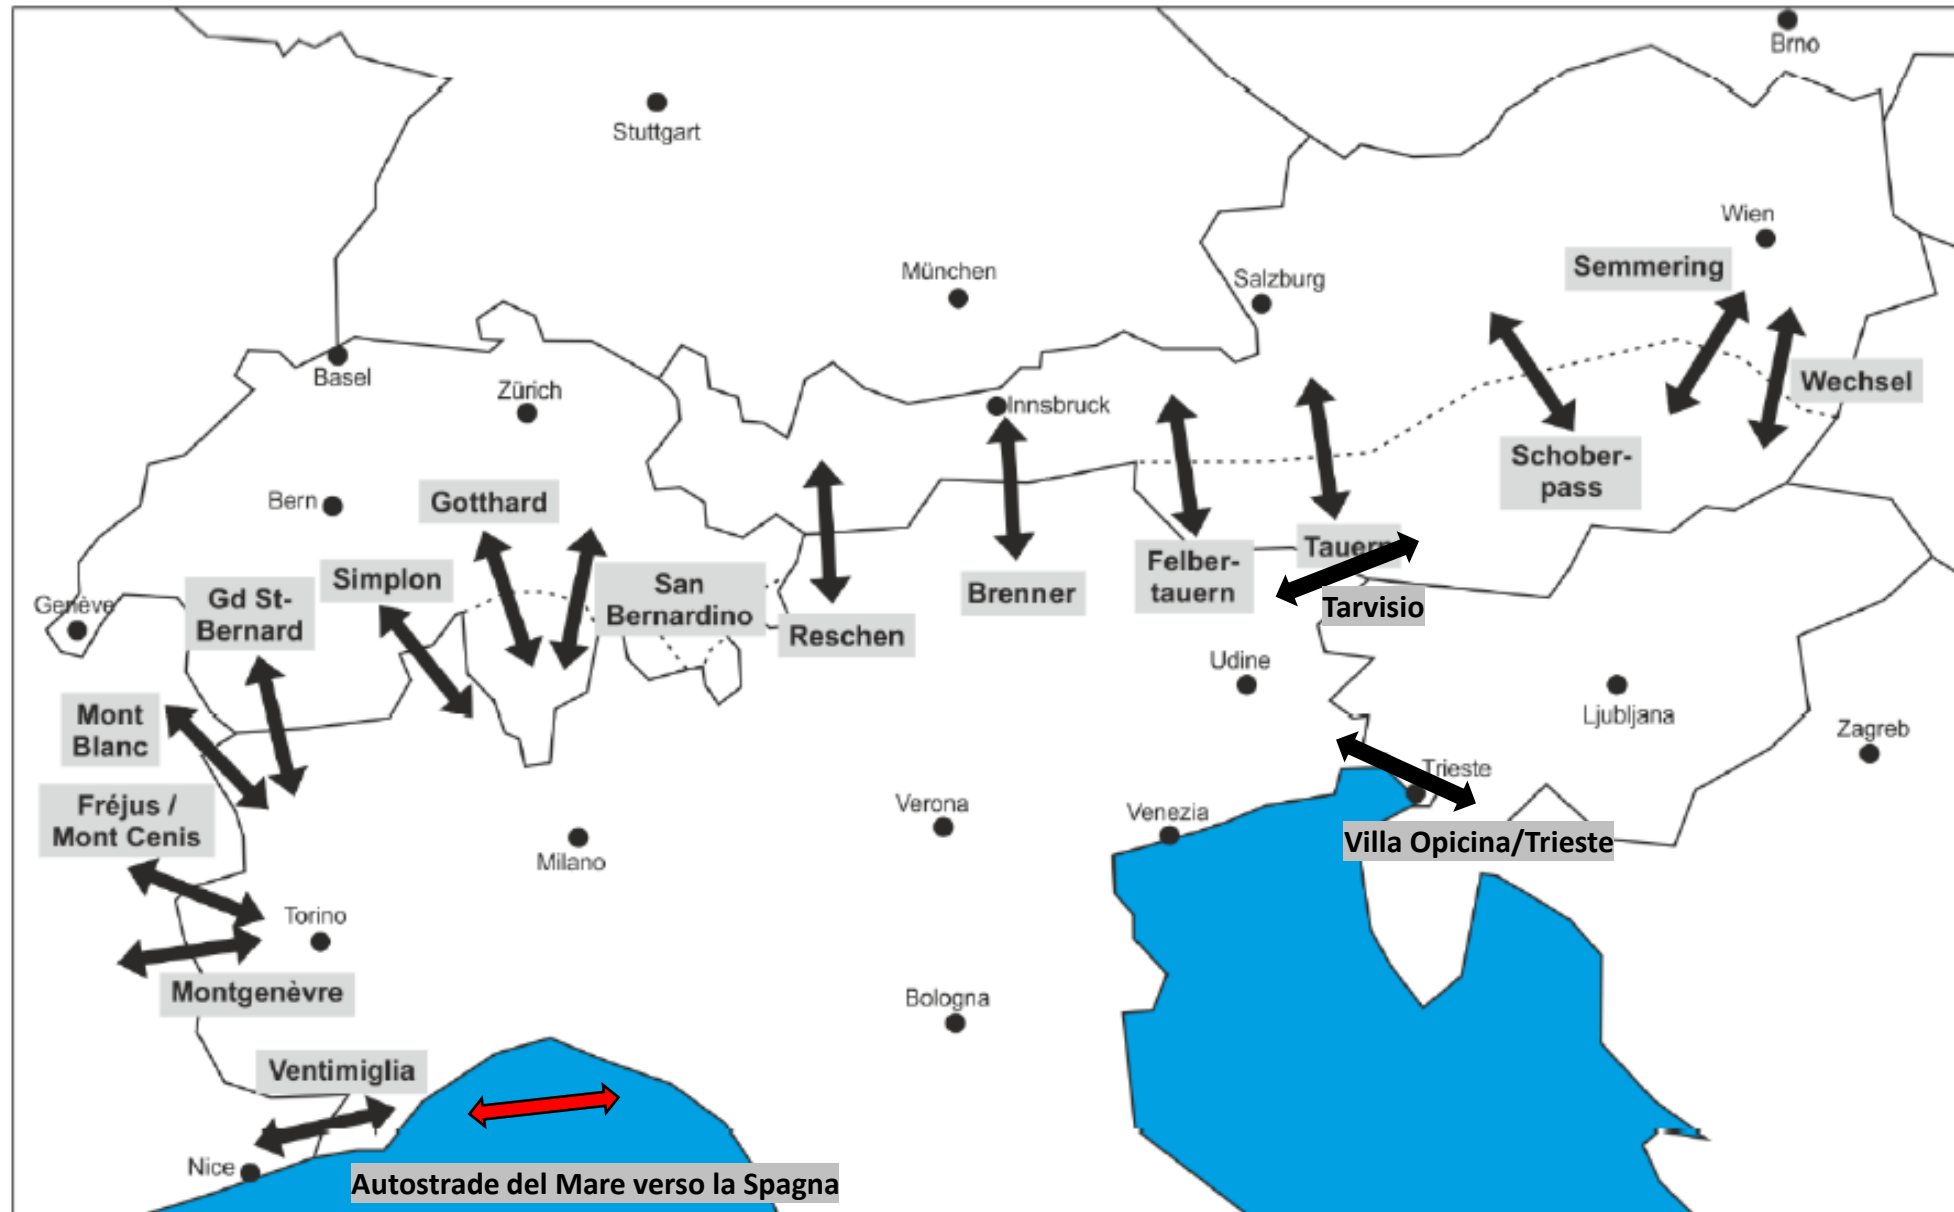 Brno
Stuttgart
Wien
Semmering
München
Salzburg
Basel
Zürich
Innsbruck
Wechsel
Schober-
pass
Bern
Gotthard
Simplon
San
Bernardino
Gd St-
Bernard
Genève
Brenner
Felber-
tauern
Tauern
Tarvisio
Reschen
Udine
Ljubljana
Zagreb
Mont
Blanc
Fréjus /
Mont Cenis
Trieste
Verona
Venezia
Villa Opicina/Trieste
Milano
Torino
Montgenèvre
Bologna
Ventimiglia
Nice
Autostrade del Mare verso la Spagna